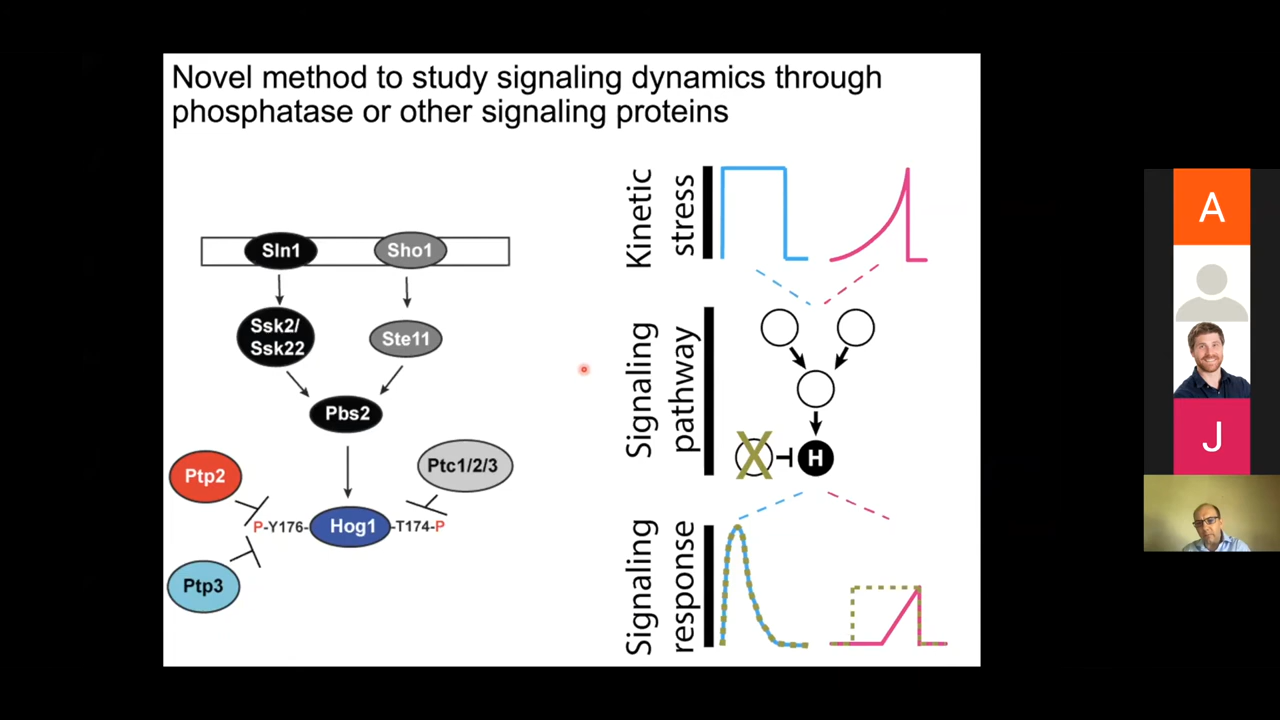 Novel method to study signaling dynamics through
phosphatase or other signaling proteins
Sln1
Sho1
Ssk2/
Ssk22
Ste11
Pbs2
Ptp2
Ptc1/2/3
P-Y176-
Hog1
-T174-P
Ptp3
Kinetic
stress
Signaling
pathway
X
H
Signaling
response
A
J